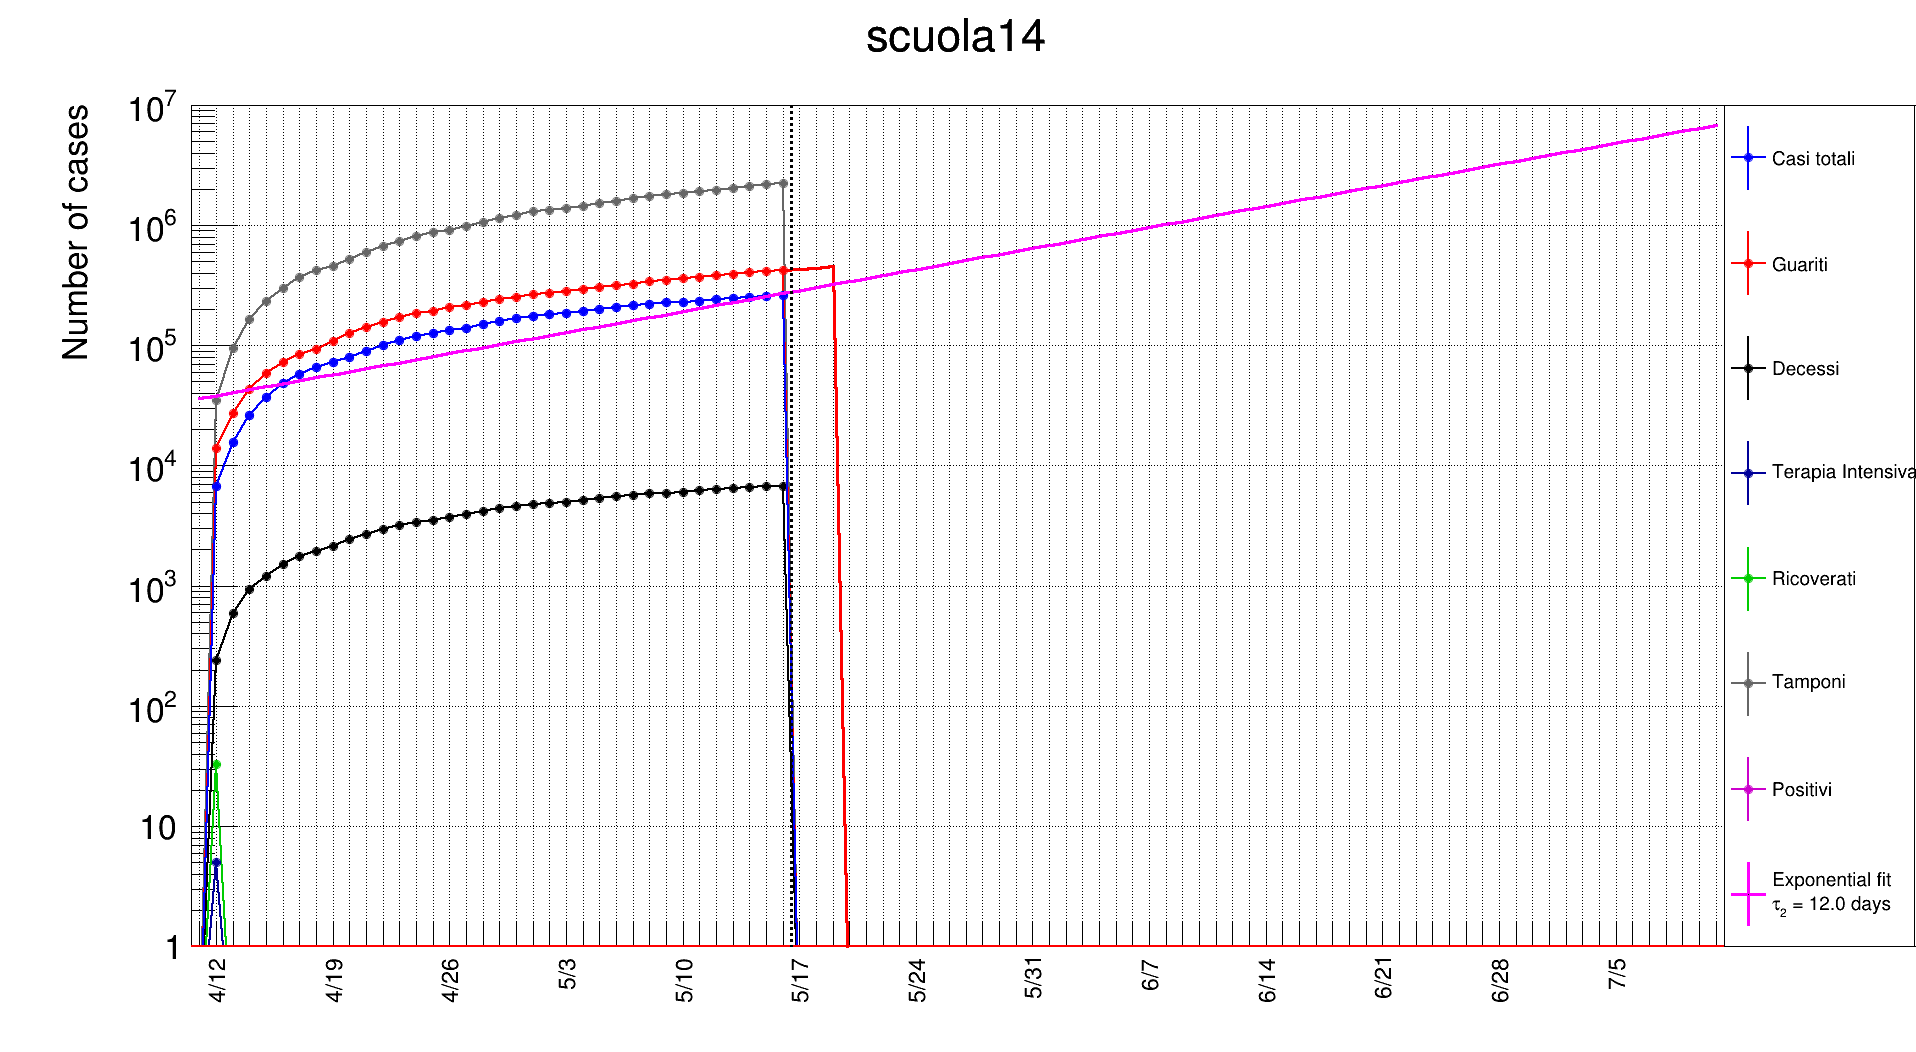 scuola14
Number of cases
10^7
10^6
10^5
10^4
10^3
10^2
10
1
4/12
4/19
4/26
5/3
5/10
5/17
5/24
5/31
6/7
6/14
6/21
6/28
7/5
Casi totali
Guariti
Decessi
Terapia Intensiva
Ricoverati
Tamponi
Positivi
Exponential fit
τ₂ = 12.0 days